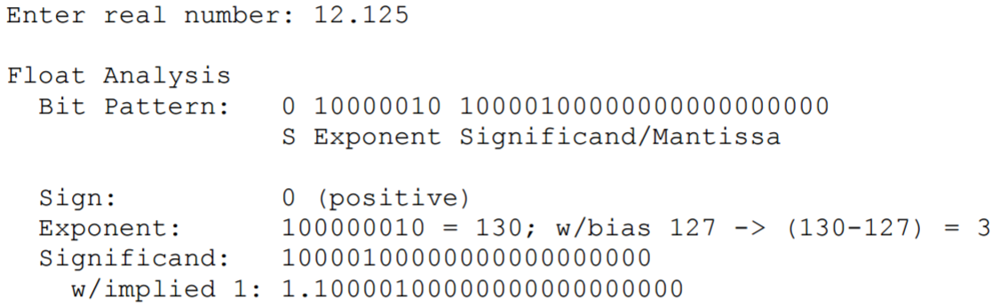 Enter real number: 12.125
Float Analysis
Bit Pattern: 0 10000010 10000100000000000000000
S Exponent Significand/Mantissa
Sign: 0 (positive)
Exponent: 100000010 = 130; w/bias 127 -> (130-127) = 3
Significand: 10000100000000000000000
w/implied 1: 1.10000100000000000000000